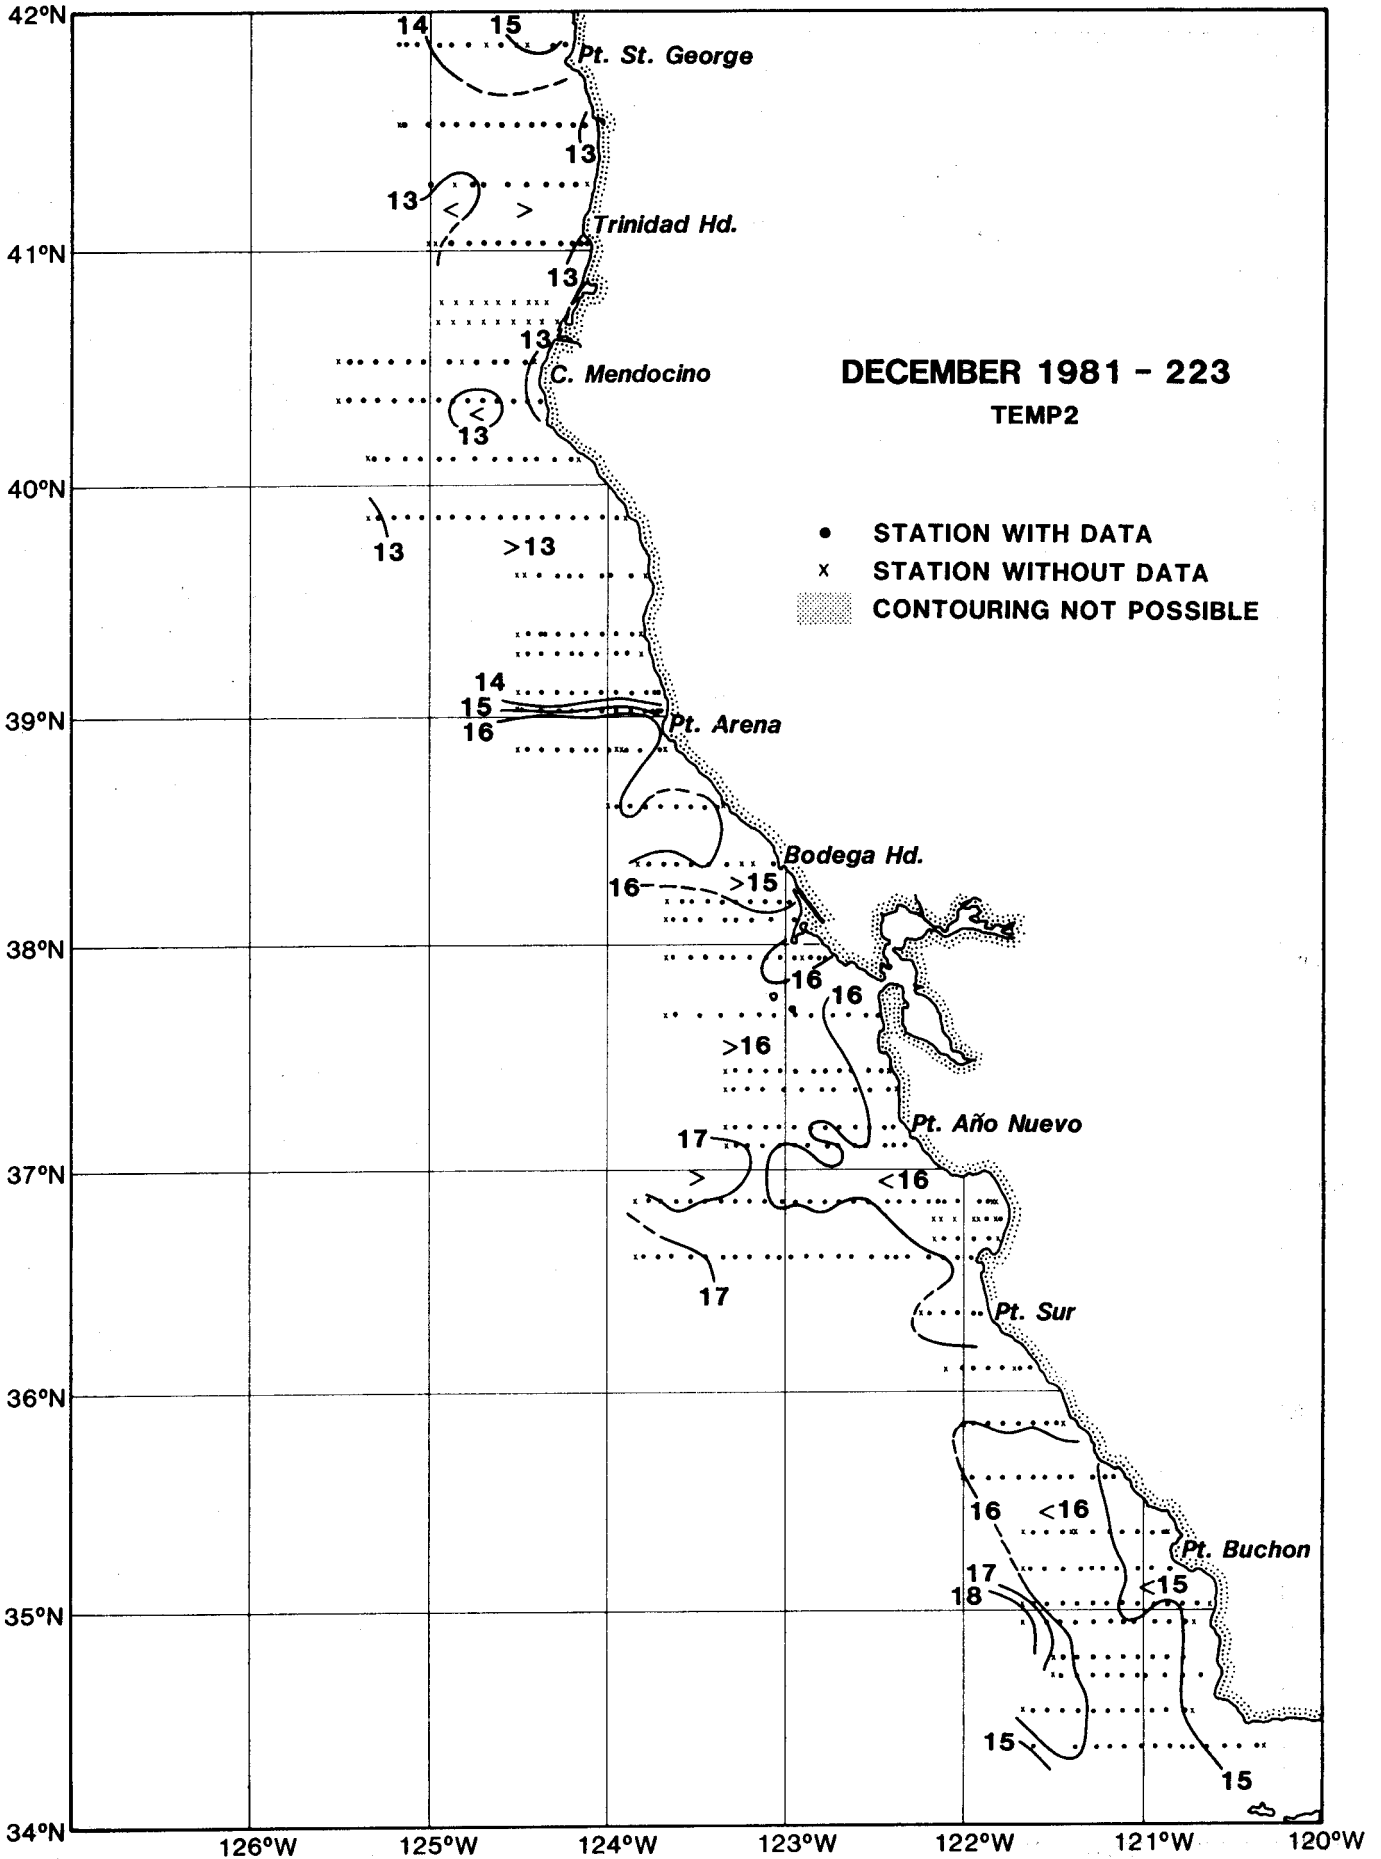 42°N
14
15
Pt. St. George
13
13
Trinidad Hd.
< >
41°N
13
13
C. Mendocino
DECEMBER 1981 - 223
TEMP2
<
13
40°N
13
>13
• STATION WITH DATA
x STATION WITHOUT DATA
CONTOURING NOT POSSIBLE
14
15
39°N
16
Pt. Arena
Bodega Hd.
16
>15
38°N
16
16
>16
Pt. Año Nuevo
17
37°N
>
<16
17
Pt. Sur
36°N
16
<16
Pt. Buchon
17
<15
18
35°N
15
15
34°N
126°W
125°W
124°W
123°W
122°W
121°W
120°W